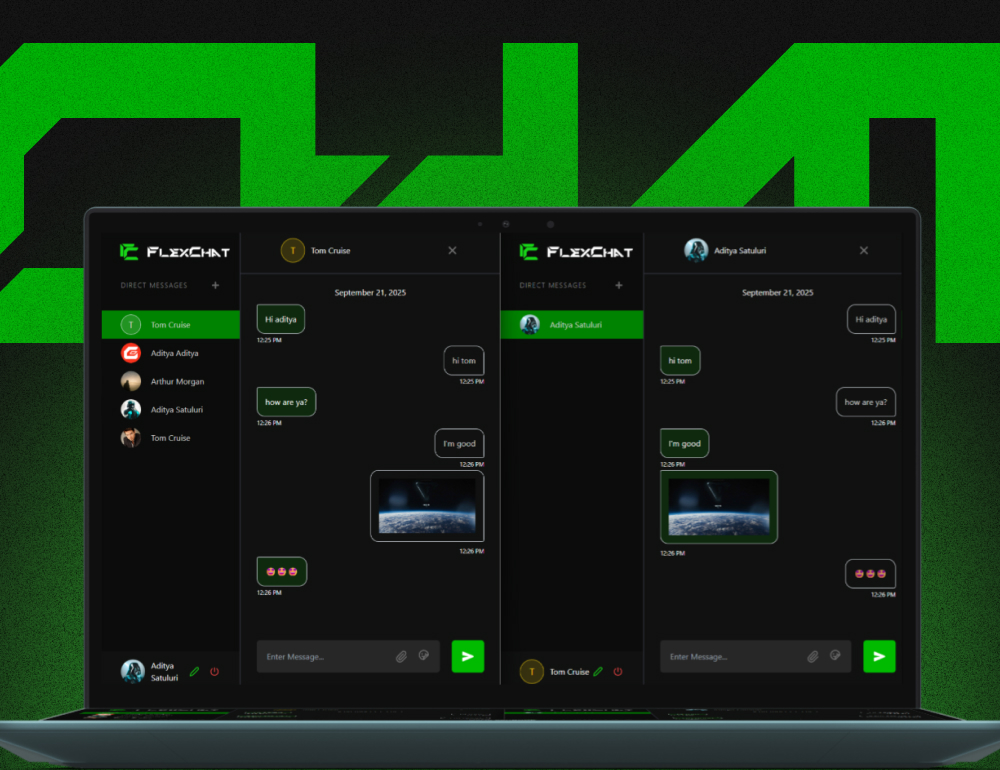 FLEXCHAT
DIRECT MESSAGES +
T Tom Cruise
Aditya Aditya
Arthur Morgan
Aditya Satuluri
Tom Cruise
Aditya
Satuluri
T Tom Cruise
September 21, 2025
Hi aditya
12:25 PM
hi tom
12:25 PM
how are ya?
12:26 PM
I'm good
12:26 PM
12:26 PM
🤩🤩🤩
12:26 PM
Enter Message...
FLEXCHAT
DIRECT MESSAGES +
Aditya Satuluri
T Tom Cruise
Aditya Satuluri
September 21, 2025
Hi aditya
12:25 PM
hi tom
12:25 PM
how are ya?
12:26 PM
I'm good
12:26 PM
12:26 PM
🤩🤩🤩
12:26 PM
Enter Message...